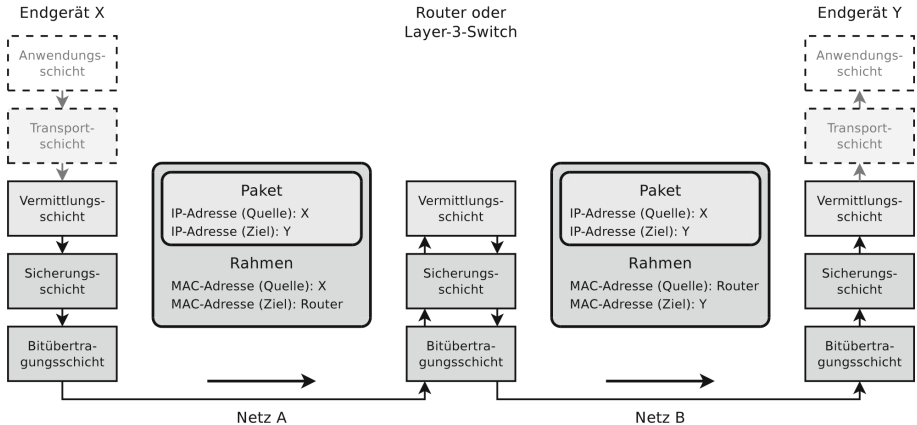 Endgerät X
Router oder
Layer-3-Switch
Endgerät Y
Anwendungs-
schicht
Transport-
schicht
Vermittlungs-
schicht
Sicherungs-
schicht
Bitübertra-
gungsschicht
Paket
IP-Adresse (Quelle): X
IP-Adresse (Ziel): Y
Rahmen
MAC-Adresse (Quelle): X
MAC-Adresse (Ziel): Router
Netz A
Vermittlungs-
schicht
Sicherungs-
schicht
Bitübertra-
gungsschicht
Paket
IP-Adresse (Quelle): X
IP-Adresse (Ziel): Y
Rahmen
MAC-Adresse (Quelle): Router
MAC-Adresse (Ziel): Y
Netz B
Anwendungs-
schicht
Transport-
schicht
Vermittlungs-
schicht
Sicherungs-
schicht
Bitübertra-
gungsschicht